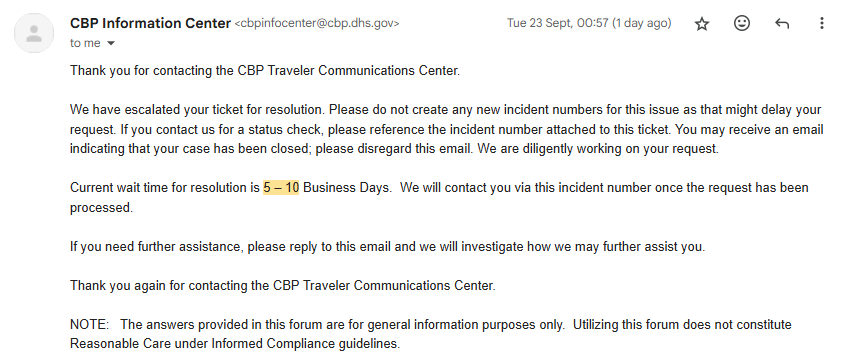 CBP Information Center <cbpinfocenter@cbp.dhs.gov> Tue 23 Sept, 00:57 (1 day ago)
to me
Thank you for contacting the CBP Traveler Communications Center.
We have escalated your ticket for resolution. Please do not create any new incident numbers for this issue as that might delay your
request. If you contact us for a status check, please reference the incident number attached to this ticket. You may receive an email
indicating that your case has been closed; please disregard this email. We are diligently working on your request.
Current wait time for resolution is 5 – 10 Business Days.  We will contact you via this incident number once the request has been
processed.
If you need further assistance, please reply to this email and we will investigate how we may further assist you.
Thank you again for contacting the CBP Traveler Communications Center.
NOTE:   The answers provided in this forum are for general information purposes only.  Utilizing this forum does not constitute
Reasonable Care under Informed Compliance guidelines.